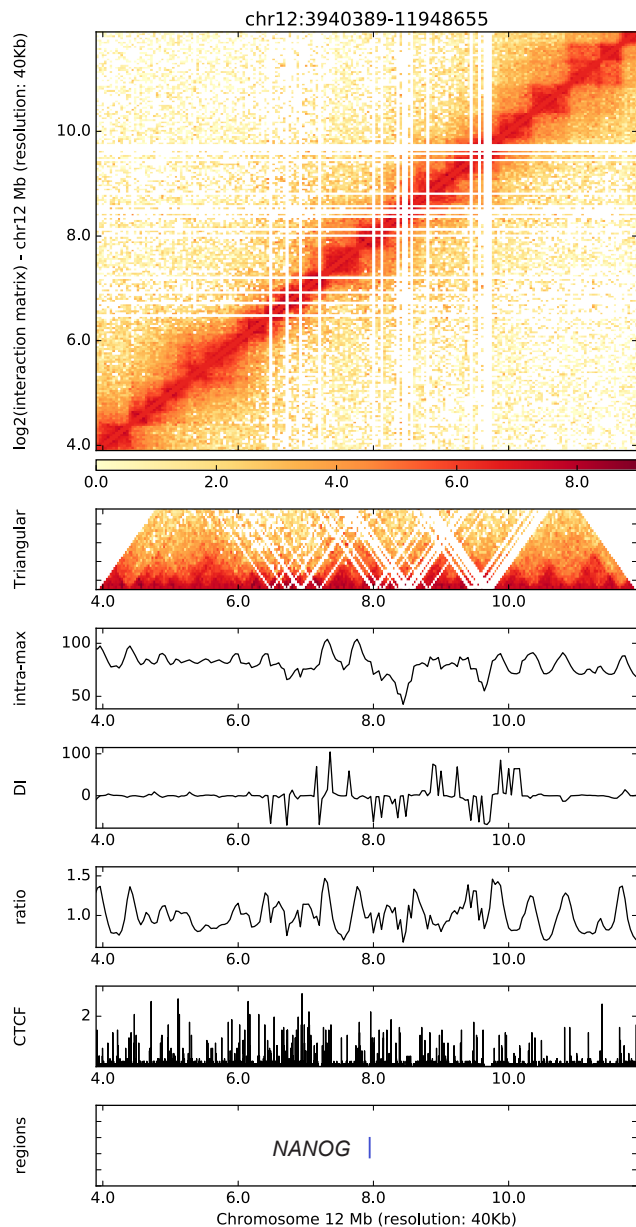 chr12:3940389-11948655
log2(interaction matrix) - chr12 Mb (resolution: 40Kb)
10.0
8.0
6.0
4.0
0.0 2.0 4.0 6.0 8.0
Triangular
4.0 6.0 8.0 10.0
intra-max
100
50
4.0 6.0 8.0 10.0
DI
100
0
4.0 6.0 8.0 10.0
ratio
1.5
1.0
4.0 6.0 8.0 10.0
CTCF
2
4.0 6.0 8.0 10.0
regions
NANOG
4.0 6.0 8.0 10.0
Chromosome 12 Mb (resolution: 40Kb)